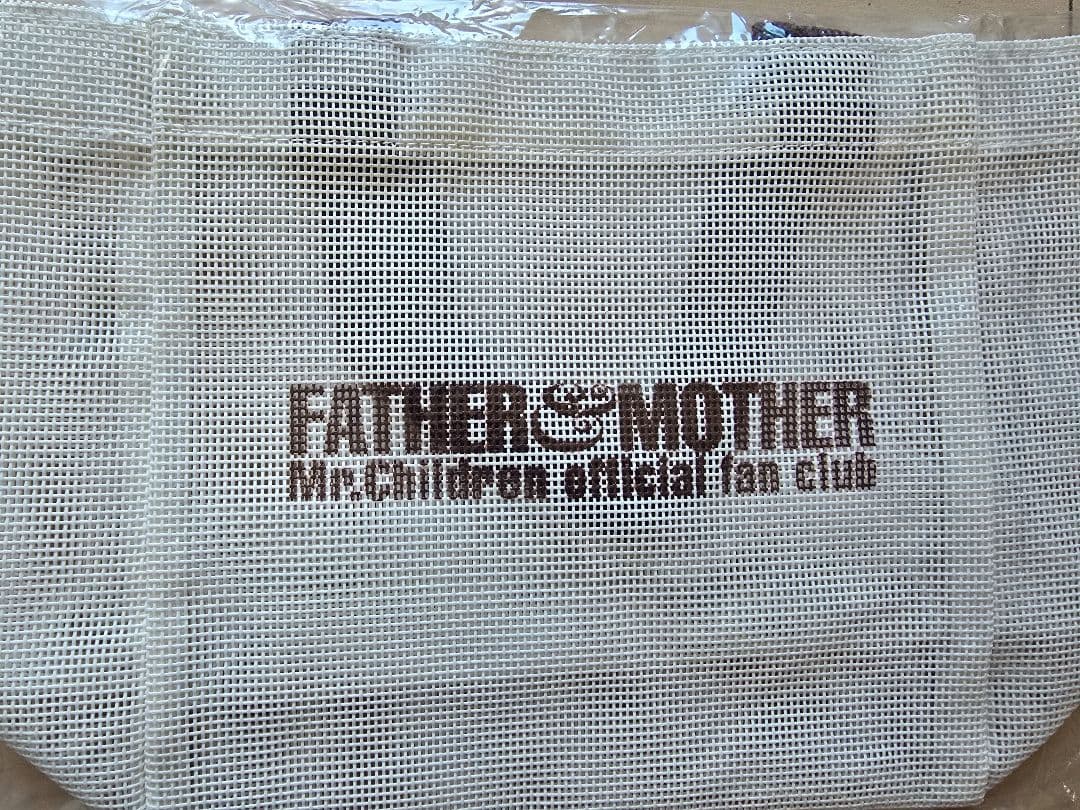 FATHER & MOTHER
Mr.Children official fan club